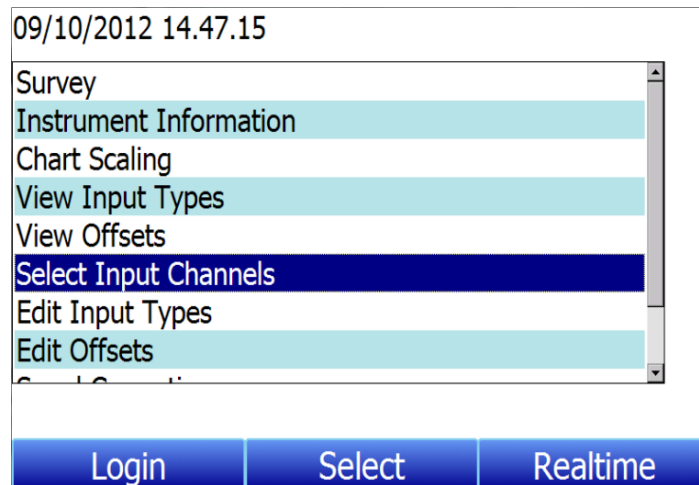 09/10/2012 14.47.15
Survey
Instrument Information
Chart Scaling
View Input Types
View Offsets
Select Input Channels
Edit Input Types
Edit Offsets
Login Select Realtime